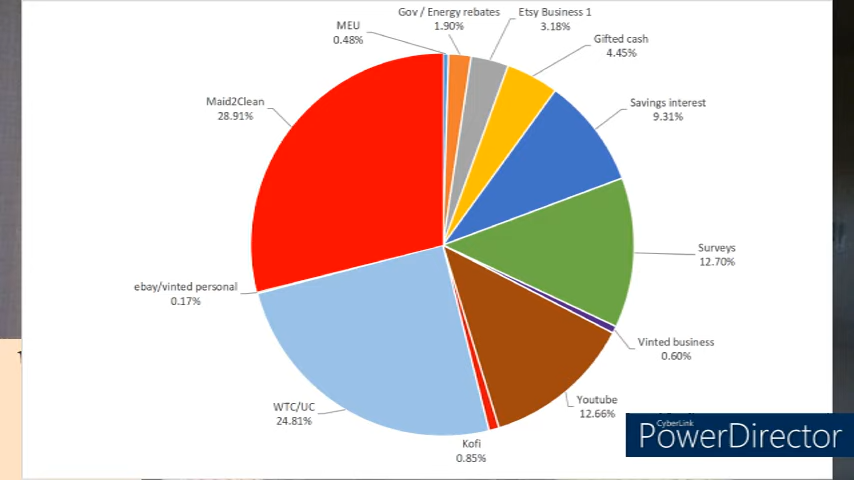 Gov / Energy rebates
1.90%
Etsy Business 1
3.18%
MEU
0.48%
Gifted cash
4.45%
Maid2Clean
28.91%
Savings interest
9.31%
Surveys
12.70%
ebay/vinted personal
0.17%
Vinted business
0.60%
WTC/UC
24.81%
Youtube
12.66%
Kofi
0.85%
CyberLink
PowerDirector